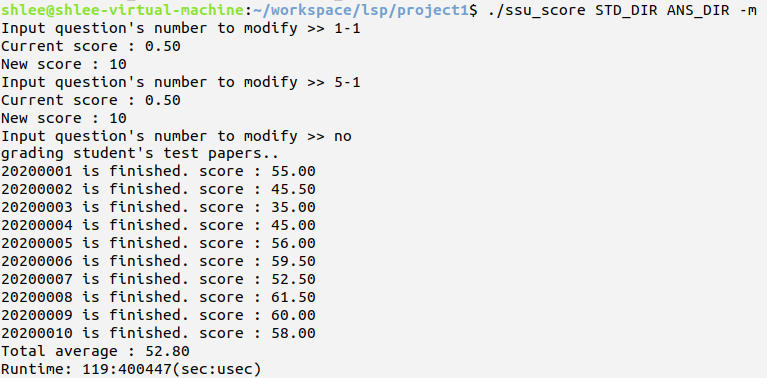 shlee@shlee-virtual-machine:~/workspace/lsp/project1$ ./ssu_score STD_DIR ANS_DIR -m
Input question's number to modify >> 1-1
Current score : 0.50
New score : 10
Input question's number to modify >> 5-1
Current score : 0.50
New score : 10
Input question's number to modify >> no
grading student's test papers..
20200001 is finished. score : 55.00
20200002 is finished. score : 45.50
20200003 is finished. score : 35.00
20200004 is finished. score : 45.00
20200005 is finished. score : 56.00
20200006 is finished. score : 59.50
20200007 is finished. score : 52.50
20200008 is finished. score : 61.50
20200009 is finished. score : 60.00
20200010 is finished. score : 58.00
Total average : 52.80
Runtime: 119:400447(sec:usec)